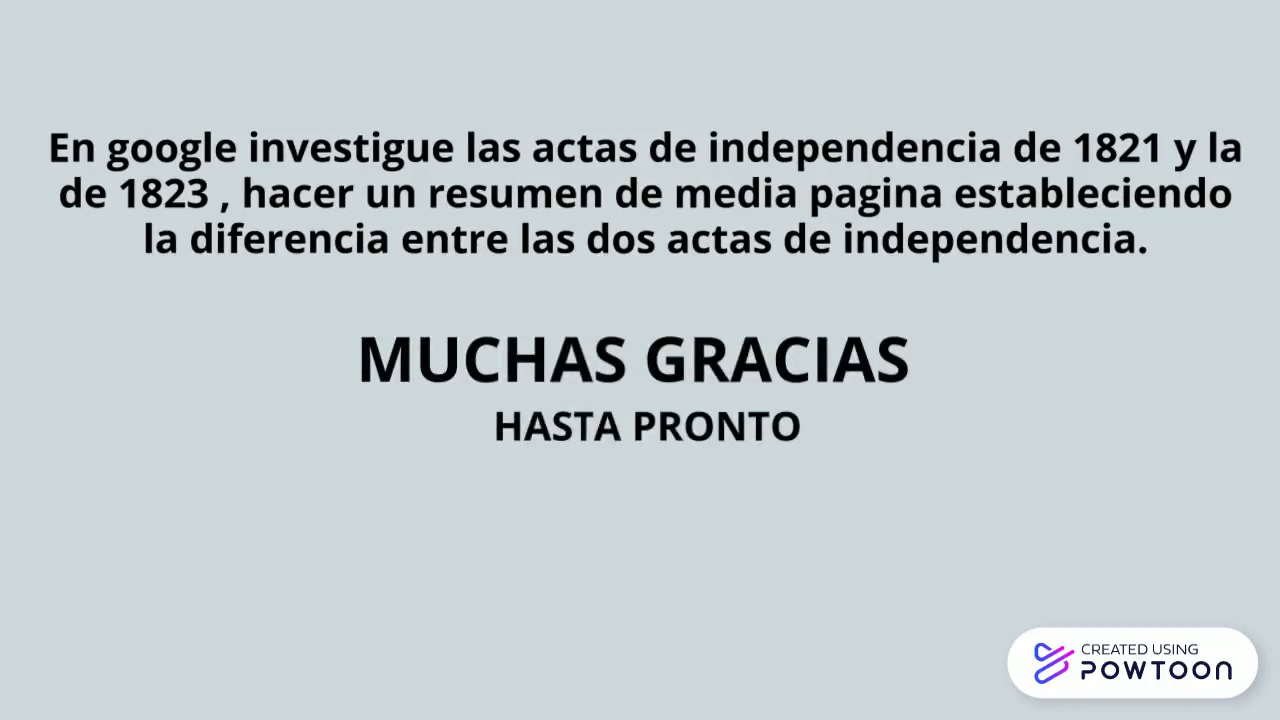 En google investigue las actas de independencia de 1821 y la
de 1823 , hacer un resumen de media pagina estableciendo
la diferencia entre las dos actas de independencia.
MUCHAS GRACIAS
HASTA PRONTO
CREATED USING
POWTOON